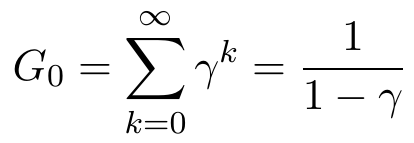 $G_0 = \sum_{k=0}^{\infty} \gamma^k = \frac{1}{1 - \gamma}$